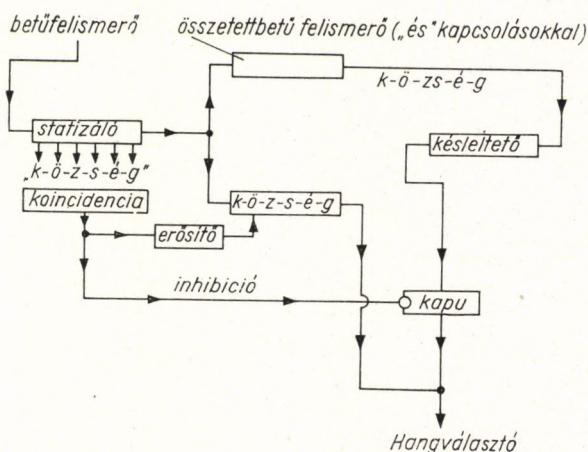 betűfelismerő
összetettbetű felismerő („és" kapcsolásokkal)
k-ö-zs-é-g
statizáló
késleltető
„k-ö-z-s-é-g"
koincidencia
k-ö-z-s-é-g
erősítő
inhibició
kapu
Hangválasztó